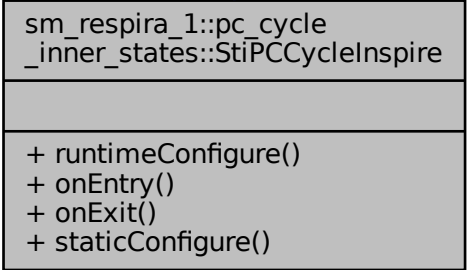 sm_respira_1::pc_cycle
_inner_states::StiPCCycleInspire
+ runtimeConfigure()
+ onEntry()
+ onExit()
+ staticConfigure()